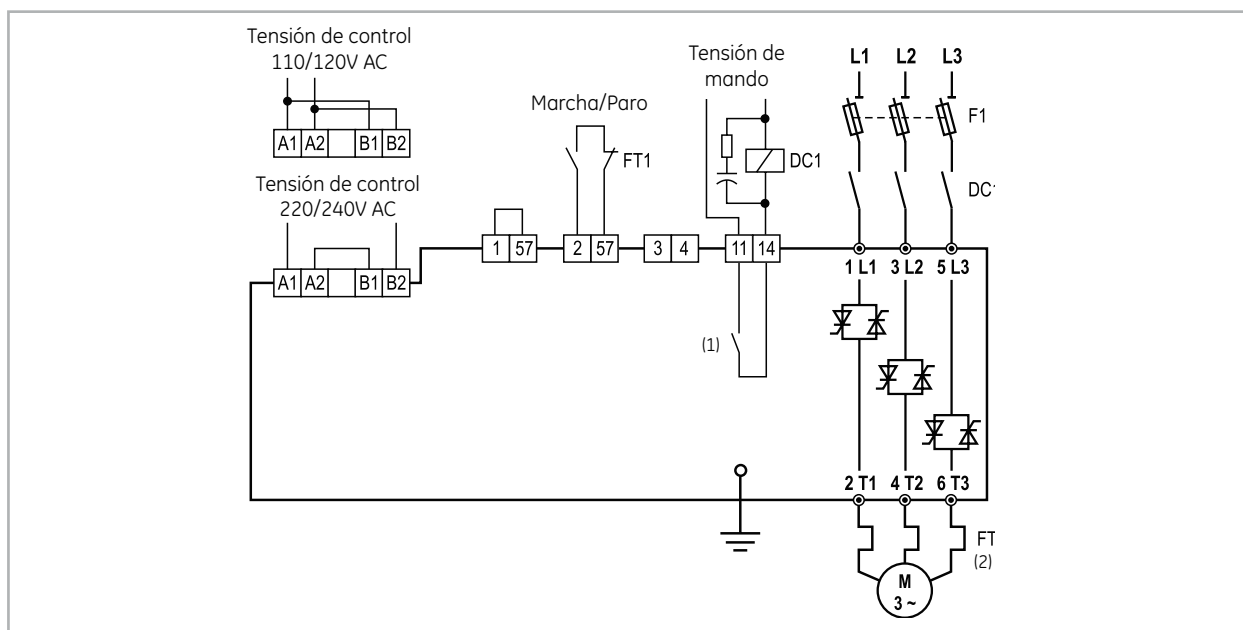 Tensión de control
110/120V AC
A1 A2 B1 B2
Tensión de control
220/240V AC
A1 A2 B1 B2
Marcha/Paro
FT1
1 57
2 57
3 4
Tensión de
mando
DC1
11 14
(1)
L1 L2 L3
F1
DC1
1 L1 3 L2 5 L3
2 T1 4 T2 6 T3
FT
(2)
M
3 ~